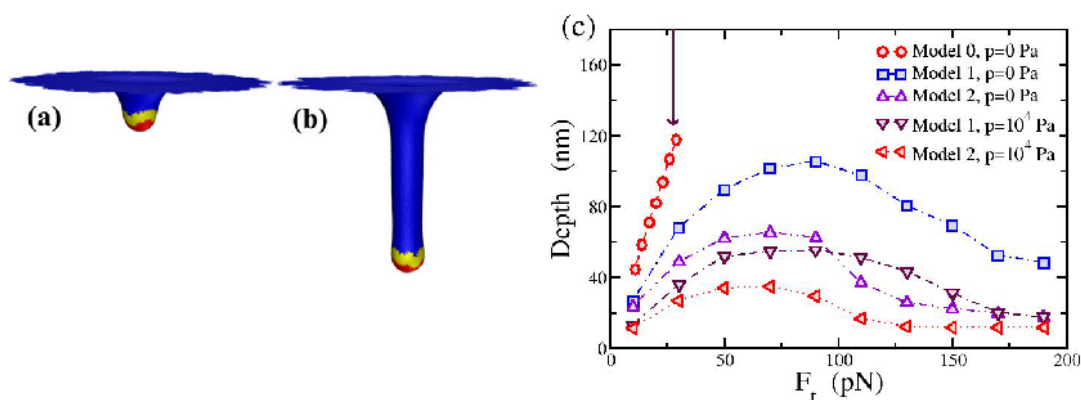 (a)
(b)
(c)
Model 0, p=0 Pa
Model 1, p=0 Pa
Model 2, p=0 Pa
Model 1, p=10⁴ Pa
Model 2, p=10⁴ Pa
Depth (nm)
160
120
80
40
0
0 50 100 150 200
Fᵣ (pN)